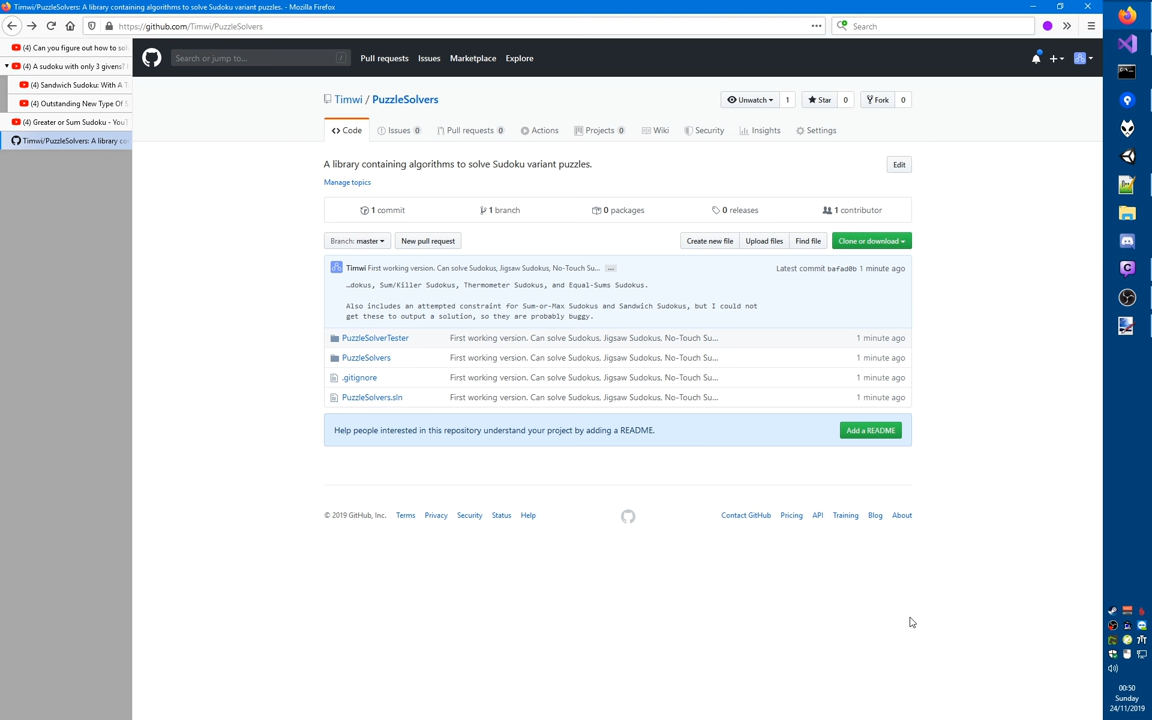 Timwi/PuzzleSolvers: A library containing algorithms to solve Sudoku variant puzzles. - Mozilla Firefox
https://github.com/Timwi/PuzzleSolvers
Search
(4) Can you figure out how to sol
(4) A sudoku with only 3 givens?
(4) Sandwich Sudoku: With A T
(4) Outstanding New Type Of S
(4) Greater or Sum Sudoku - YouT
Timwi/PuzzleSolvers: A library co
Search or jump to...
/
Pull requests Issues Marketplace Explore
Timwi / PuzzleSolvers
Unwatch 1 Star 0 Fork 0
Code Issues 0 Pull requests 0 Actions Projects 0 Wiki Security Insights Settings
A library containing algorithms to solve Sudoku variant puzzles.
Edit
Manage topics
1 commit 1 branch 0 packages 0 releases 1 contributor
Branch: master New pull request Create new file Upload files Find file Clone or download
Timwi First working version. Can solve Sudokus, Jigsaw Sudokus, No-Touch Su... ... Latest commit bafad0b 1 minute ago
…dokus, Sum/Killer Sudokus, Thermometer Sudokus, and Equal-Sums Sudokus.
Also includes an attempted constraint for Sum-or-Max Sudokus and Sandwich Sudokus, but I could not
get these to output a solution, so they are probably buggy.
PuzzleSolverTester First working version. Can solve Sudokus, Jigsaw Sudokus, No-Touch Su... 1 minute ago
PuzzleSolvers First working version. Can solve Sudokus, Jigsaw Sudokus, No-Touch Su... 1 minute ago
.gitignore First working version. Can solve Sudokus, Jigsaw Sudokus, No-Touch Su... 1 minute ago
PuzzleSolvers.sln First working version. Can solve Sudokus, Jigsaw Sudokus, No-Touch Su... 1 minute ago
Help people interested in this repository understand your project by adding a README.
Add a README
© 2019 GitHub, Inc. Terms Privacy Security Status Help Contact GitHub Pricing API Training Blog About
00:50
Sunday
24/11/2019